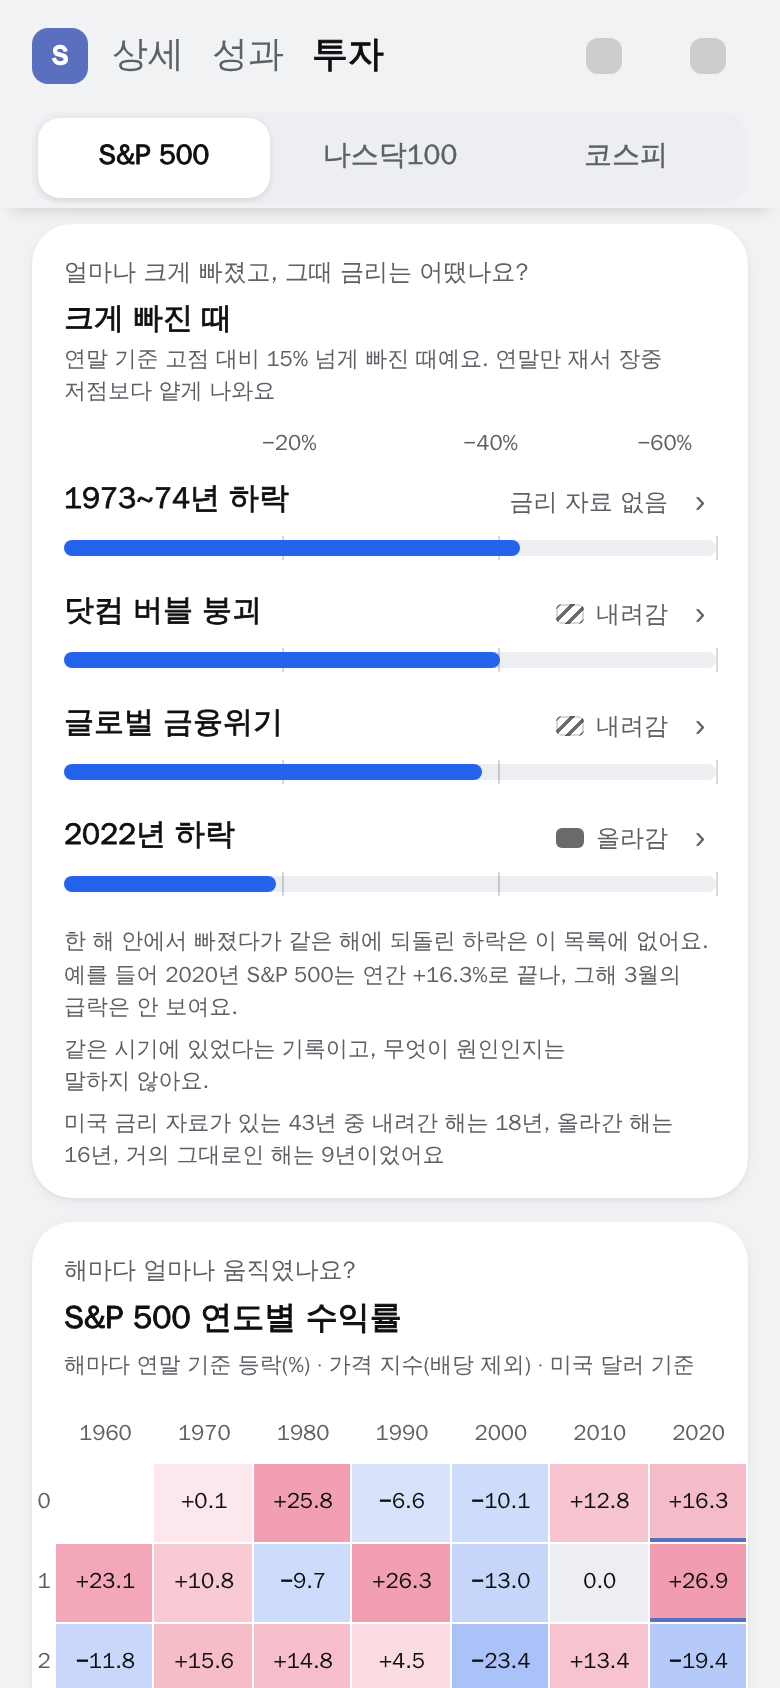 S 상세 성과 투자
S&P 500 나스닥100 코스피
얼마나 크게 빠졌고, 그때 금리는 어땠나요?
크게 빠진 때
연말 기준 고점 대비 15% 넘게 빠진 때예요. 연말만 재서 장중
저점보다 얕게 나와요
−20% −40% −60%
1973~74년 하락 금리 자료 없음 ›
닷컴 버블 붕괴 내려감 ›
글로벌 금융위기 내려감 ›
2022년 하락 올라감 ›
한 해 안에서 빠졌다가 같은 해에 되돌린 하락은 이 목록에 없어요.
예를 들어 2020년 S&P 500는 연간 +16.3%로 끝나, 그해 3월의
급락은 안 보여요.
같은 시기에 있었다는 기록이고, 무엇이 원인인지는
말하지 않아요.
미국 금리 자료가 있는 43년 중 내려간 해는 18년, 올라간 해는
16년, 거의 그대로인 해는 9년이었어요
해마다 얼마나 움직였나요?
S&P 500 연도별 수익률
해마다 연말 기준 등락(%) · 가격 지수(배당 제외) · 미국 달러 기준
1960 1970 1980 1990 2000 2010 2020
0 +0.1 +25.8 −6.6 −10.1 +12.8 +16.3
1 +23.1 +10.8 −9.7 +26.3 −13.0 0.0 +26.9
2 −11.8 +15.6 +14.8 +4.5 −23.4 +13.4 −19.4